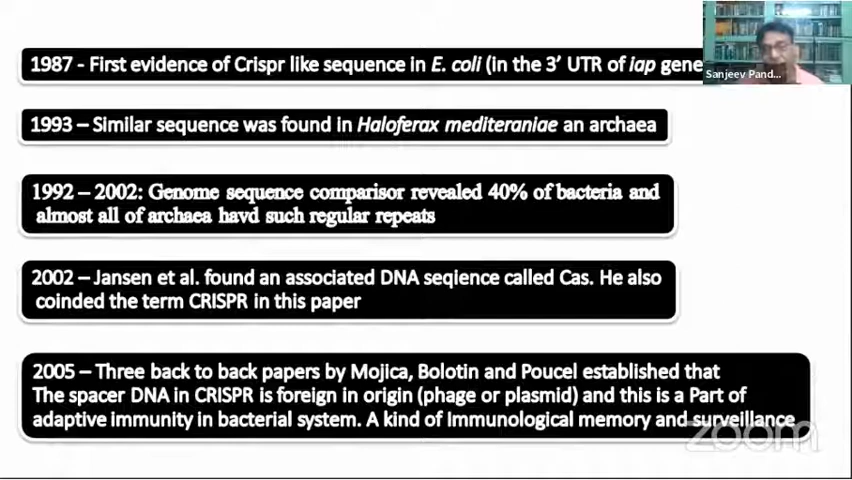 1987 - First evidence of Crispr like sequence in E. coli (in the 3' UTR of iap gene
Sanjeev Pand...
1993 – Similar sequence was found in Haloferax mediteraniae an archaea
1992 – 2002: Genome sequence comparisor revealed 40% of bacteria and
almost all of archaea havd such regular repeats
2002 – Jansen et al. found an associated DNA seqience called Cas. He also
coinded the term CRISPR in this paper
2005 – Three back to back papers by Mojica, Bolotin and Poucel established that
The spacer DNA in CRISPR is foreign in origin (phage or plasmid) and this is a Part of
adaptive immunity in bacterial system. A kind of Immunological memory and surveillance
zoom